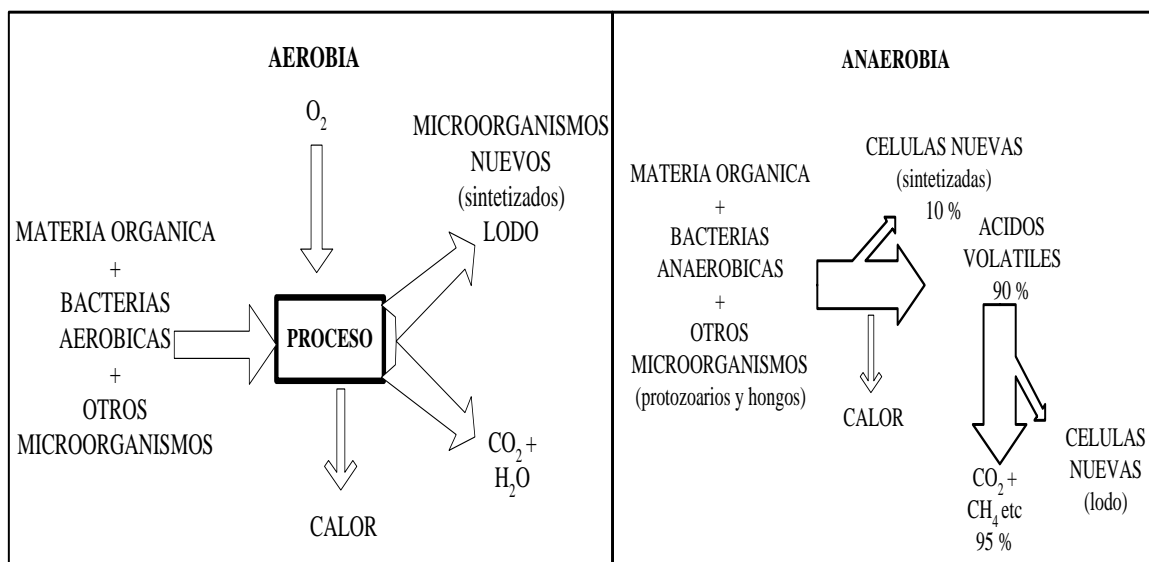 AEROBIA
O2
MICROORGANISMOS
NUEVOS
(sintetizados)
LODO
MATERIA ORGANICA
+
BACTERIAS
AEROBICAS
+
OTROS
MICROORGANISMOS
PROCESO
CO2 +
H2O
CALOR
ANAEROBIA
MATERIA ORGANICA
+
BACTERIAS
ANAEROBICAS
+
OTROS
MICROORGANISMOS
(protozoarios y hongos)
CELULAS NUEVAS
(sintetizadas)
10 %
ACIDOS
VOLATILES
90 %
CALOR
CELULAS
NUEVAS
(lodo)
CO2 +
CH4 etc
95 %